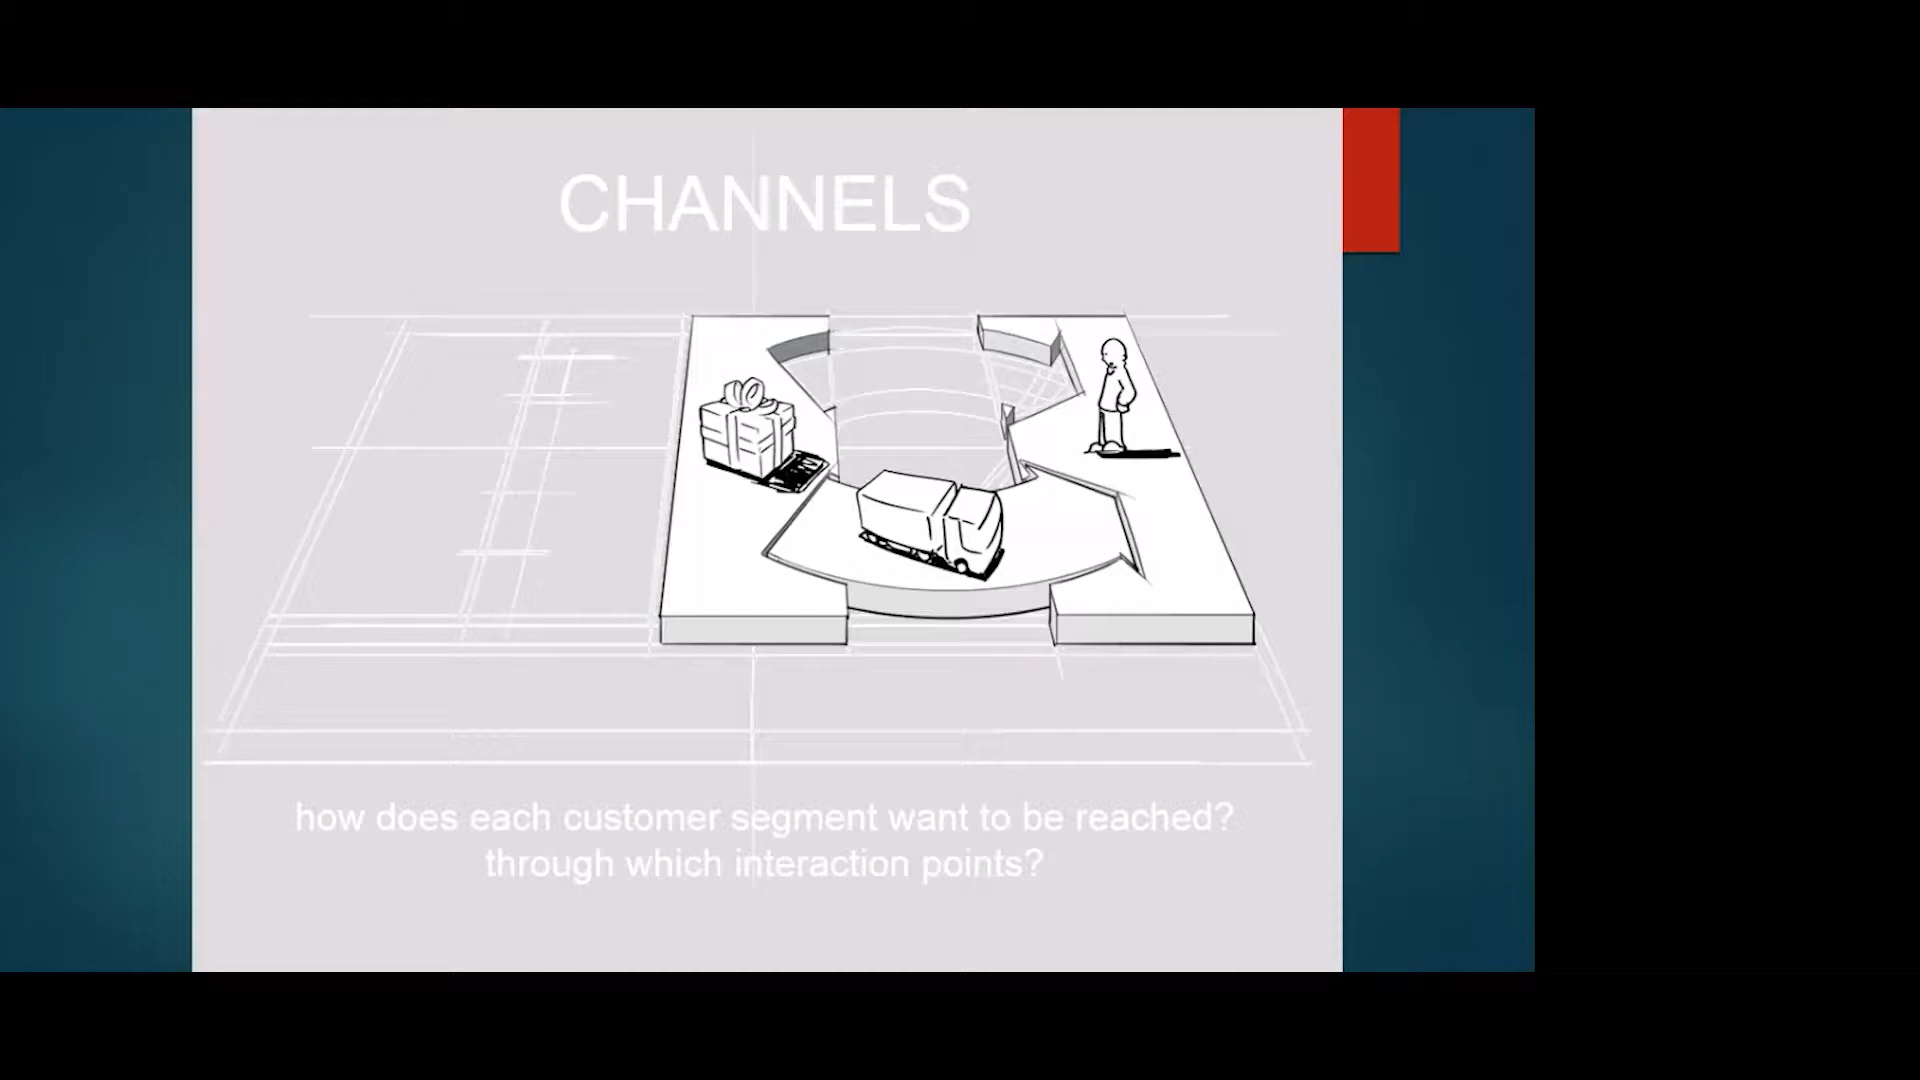 CHANNELS
how does each customer segment want to be reached?
through which interaction points?